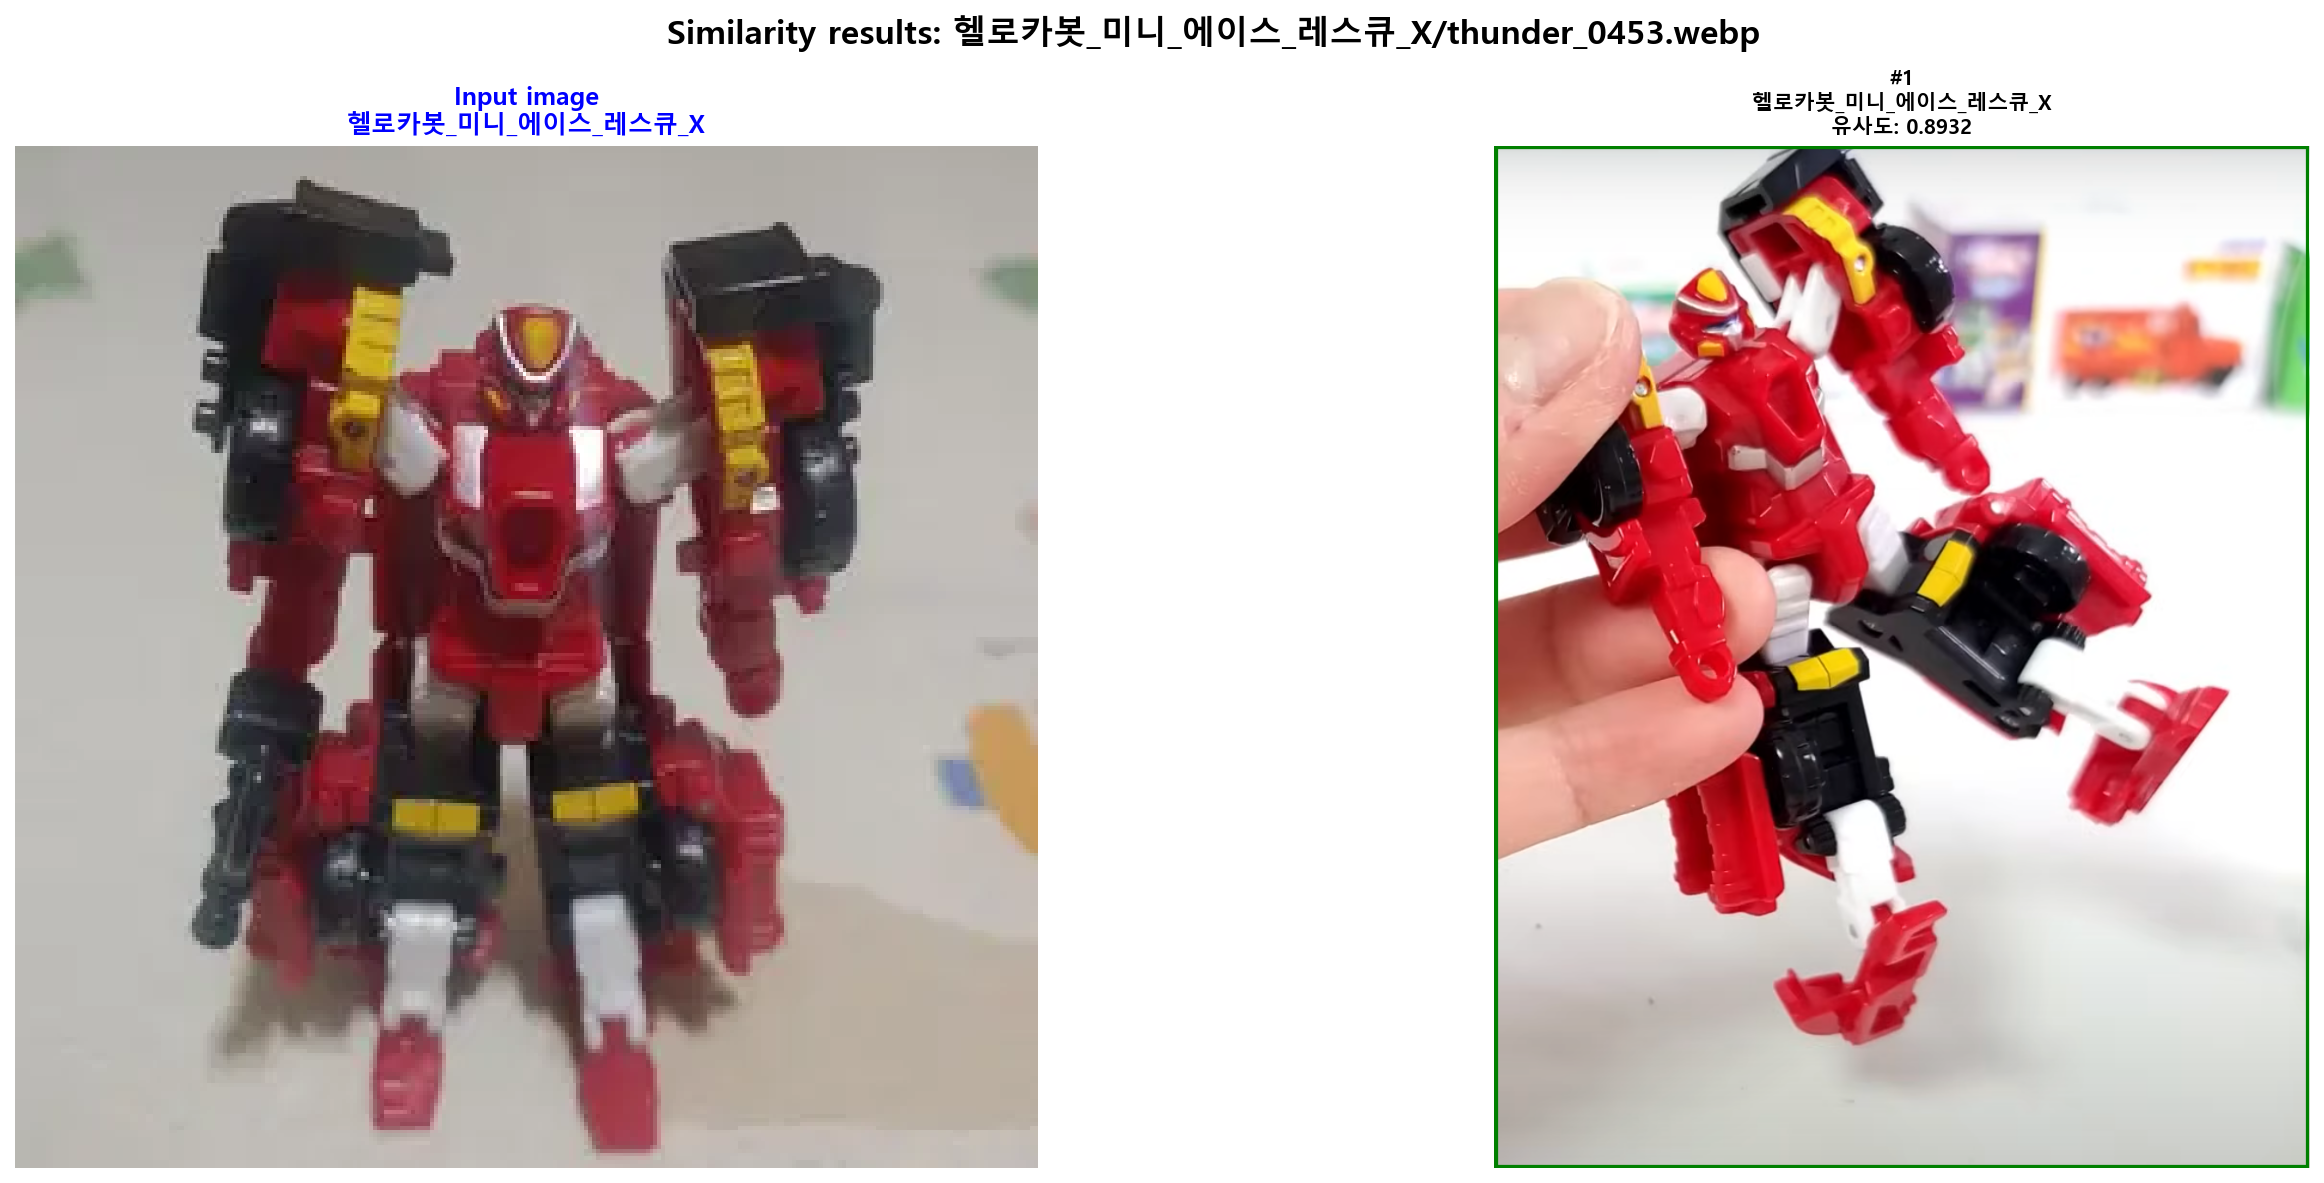 Similarity results: 헬로카봇_미니_에이스_레스큐_X/thunder_0453.webp
Input image
헬로카봇_미니_에이스_레스큐_X
#1
헬로카봇_미니_에이스_레스큐_X
유사도: 0.8932